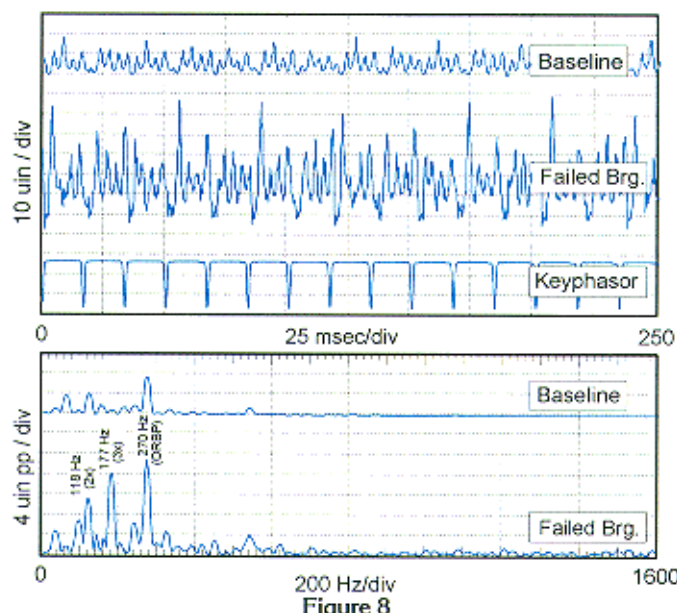 10 uin / div
Baseline
Failed Brg.
Keyphasor
0
25 msec/div
250
4 uin pp / div
Baseline
118 Hz
(2x)
177 Hz
(3x)
270 Hz
(ORBP)
Failed Brg.
0
200 Hz/div
1600
Figure 8